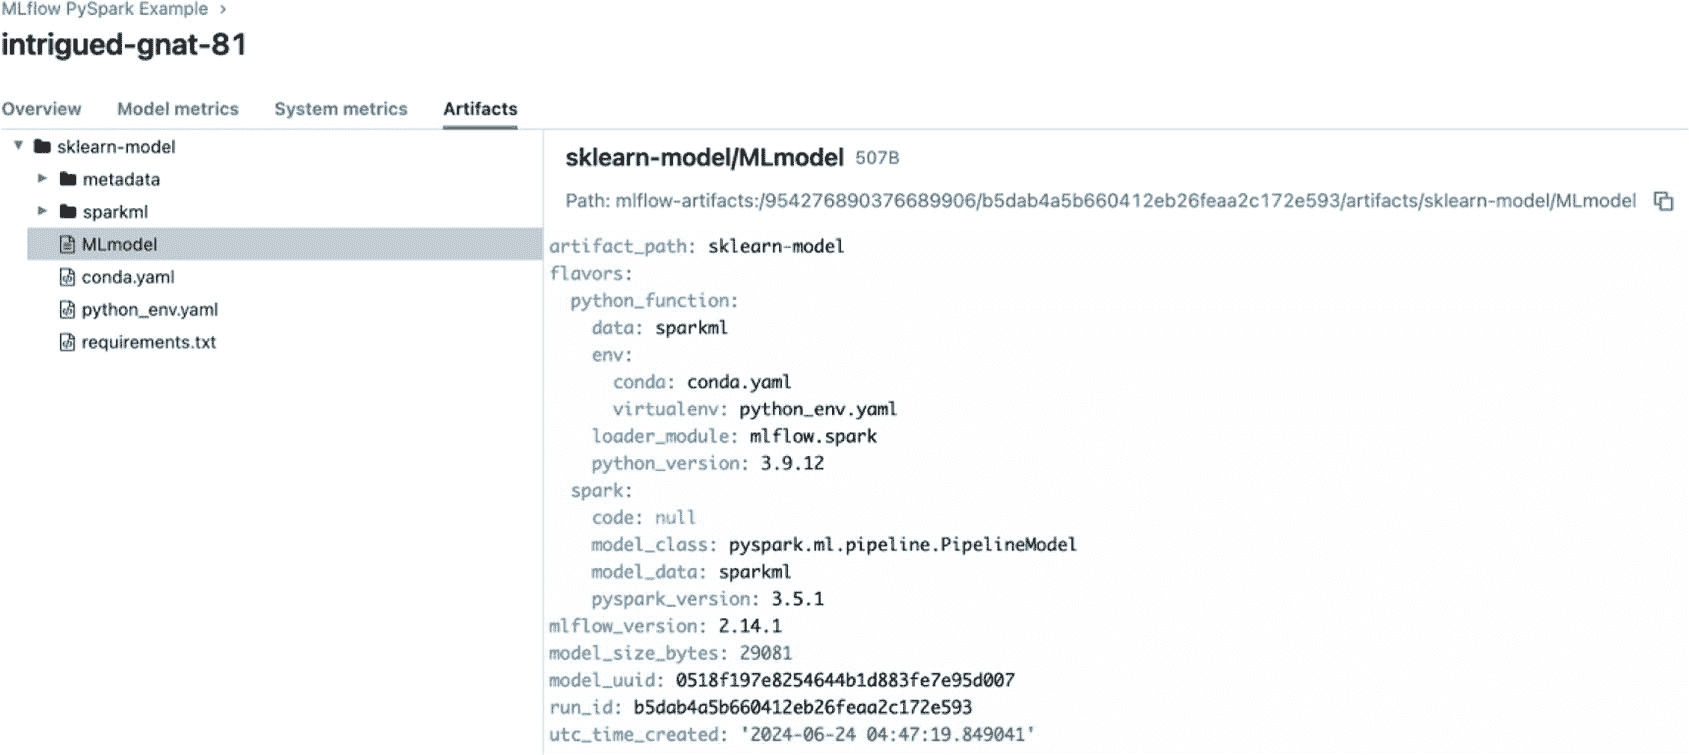 MLflow PySpark Example >
intrigued-gnat-81
Overview Model metrics System metrics Artifacts
sklearn-model
metadata
sparkml
MLmodel
conda.yaml
python_env.yaml
requirements.txt
sklearn-model/MLmodel 507B
Path: mlflow-artifacts:/954276890376689906/b5dab4a5b660412eb26feaa2c172e593/artifacts/sklearn-model/MLmodel
artifact_path: sklearn-model
flavors:
python_function:
data: sparkml
env:
conda: conda.yaml
virtualenv: python_env.yaml
loader_module: mlflow.spark
python_version: 3.9.12
spark:
code: null
model_class: pyspark.ml.pipeline.PipelineModel
model_data: sparkml
pyspark_version: 3.5.1
mlflow_version: 2.14.1
model_size_bytes: 29081
model_uuid: 0518f197e8254644b1d883fe7e95d007
run_id: b5dab4a5b660412eb26feaa2c172e593
utc_time_created: '2024-06-24 04:47:19.849041'